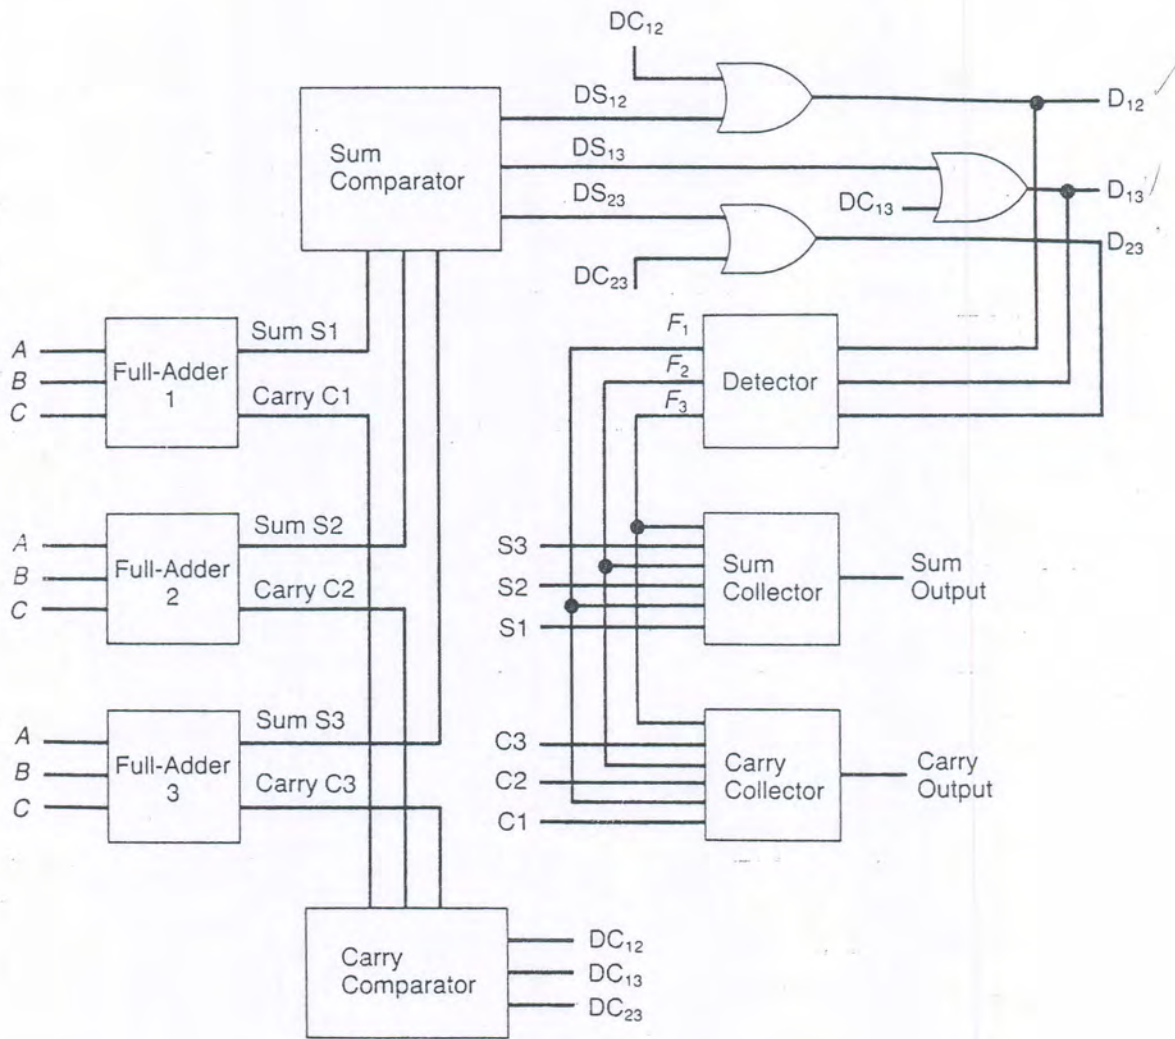 DC12
DS12
D12
Sum
Comparator
DS13
D13
DS23
DC13
D23
DC23
F1
Sum S1
A
Full-Adder
1
F2
Detector
B
F3
C
Carry C1
Sum S2
S3
A
Full-Adder
2
Sum
Collector
Sum
Output
B
S2
C
Carry C2
S1
Sum S3
A
Full-Adder
3
C3
Carry
Collector
Carry
Output
B
C2
C
Carry C3
C1
Carry
Comparator
DC12
DC13
DC23